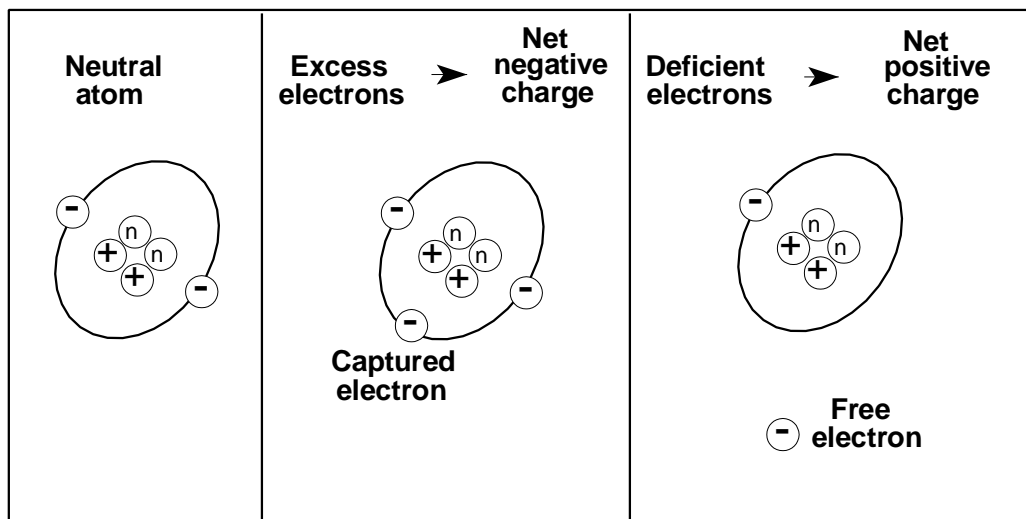 Neutral
atom
-
n
+
n
+
-
Excess
electrons
Net
negative
charge
-
n
+
n
+
-
-
Captured
electron
Deficient
electrons
Net
positive
charge
-
n
+
n
+
-
Free
electron